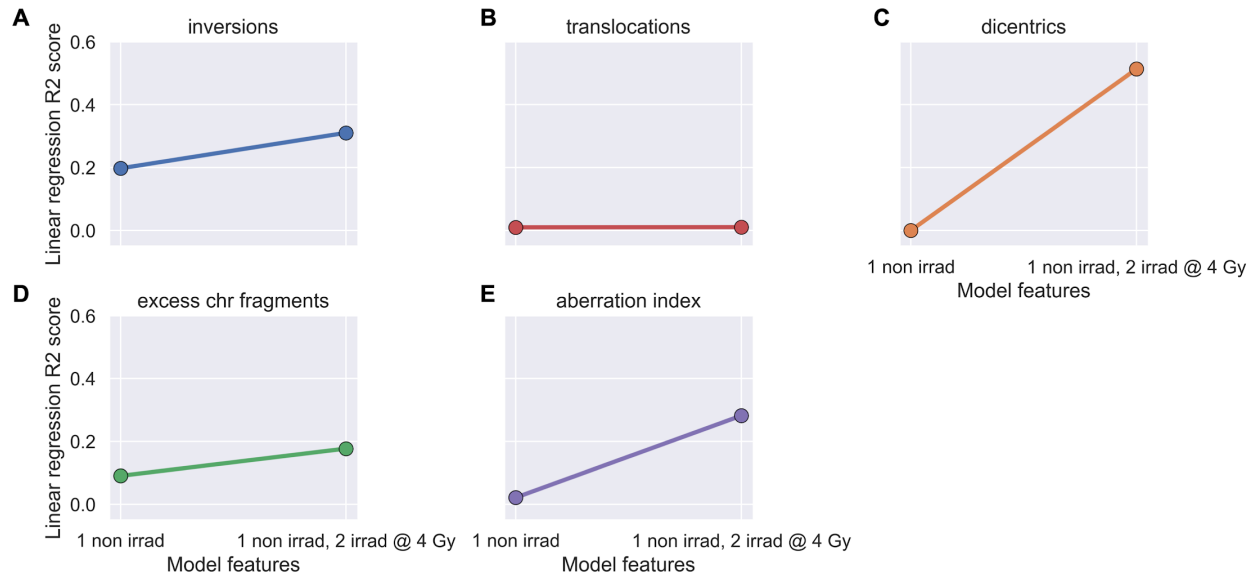 A
inversions
Linear regression R2 score
0.6
0.4
0.2
0.0
B
translocations
C
dicentrics
1 non irrad
1 non irrad, 2 irrad @ 4 Gy
Model features
D
excess chr fragments
Linear regression R2 score
0.6
0.4
0.2
0.0
1 non irrad
1 non irrad, 2 irrad @ 4 Gy
Model features
E
aberration index
1 non irrad
1 non irrad, 2 irrad @ 4 Gy
Model features